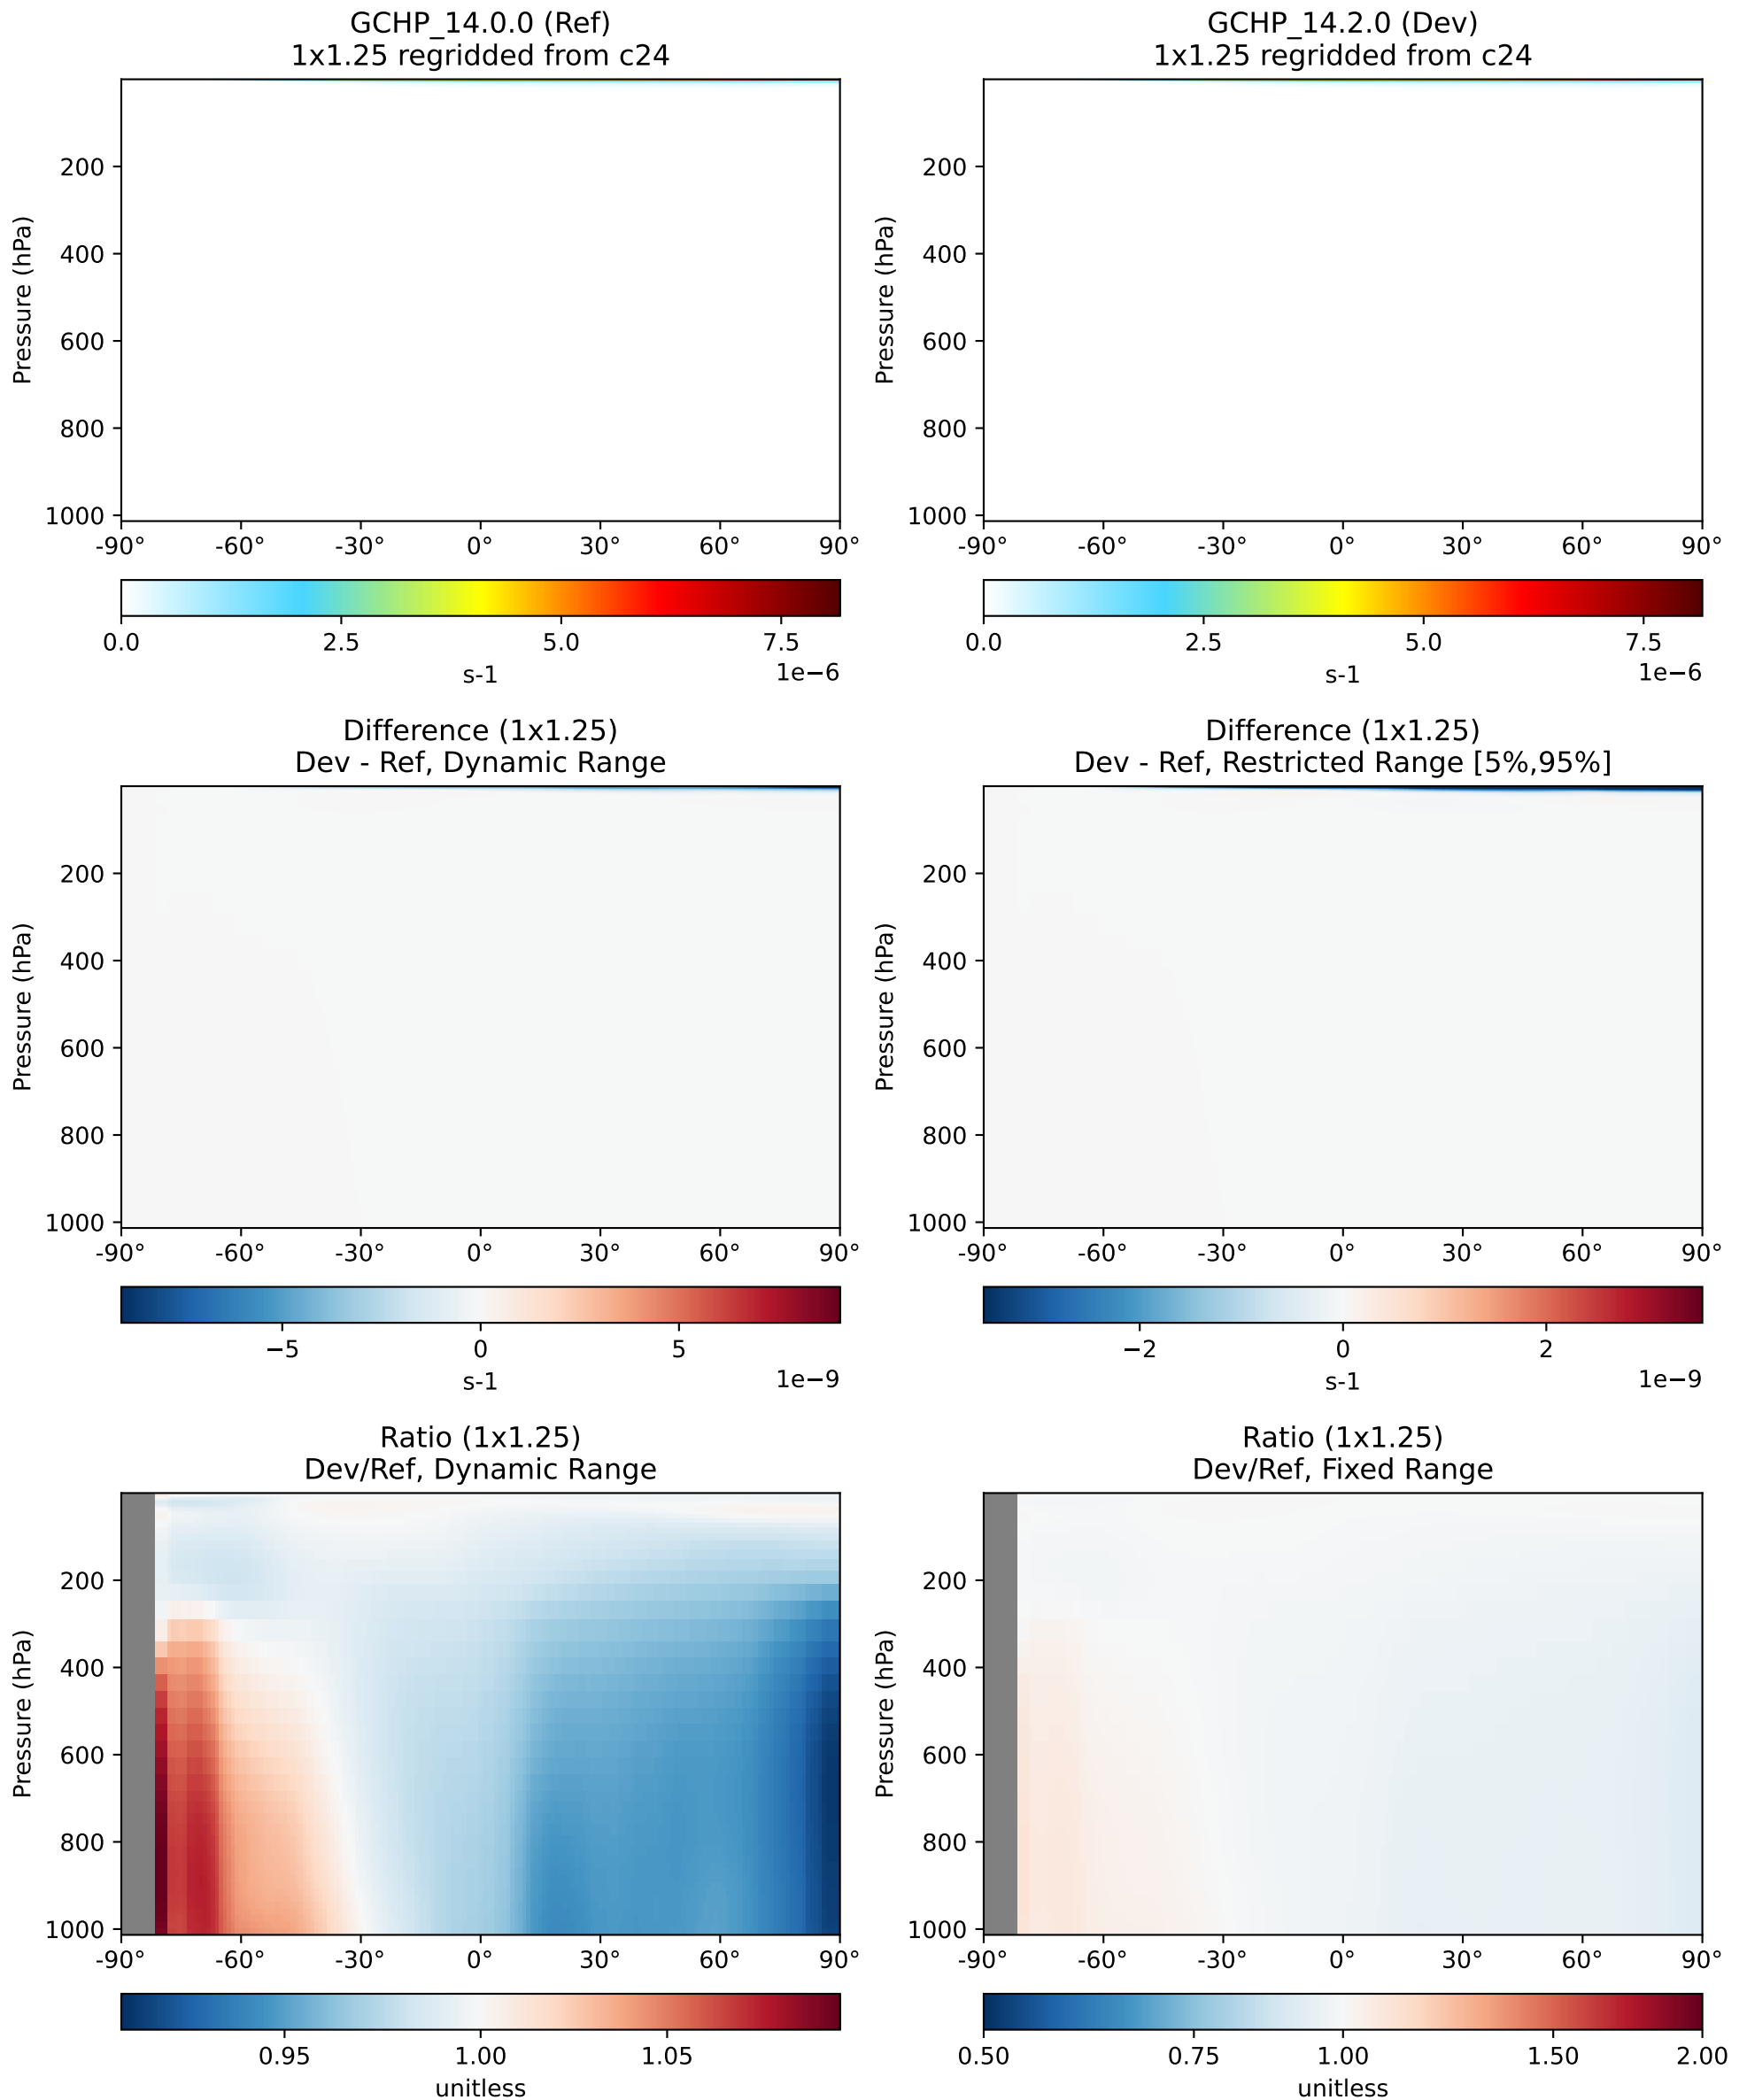 GCHP_14.0.0 (Ref)
1x1.25 regridded from c24
Pressure (hPa)
200
400
600
800
1000
-90° -60° -30° 0° 30° 60° 90°
0.0 2.5 5.0 7.5
1e−6
s-1
GCHP_14.2.0 (Dev)
1x1.25 regridded from c24
Pressure (hPa)
200
400
600
800
1000
-90° -60° -30° 0° 30° 60° 90°
0.0 2.5 5.0 7.5
1e−6
s-1
Difference (1x1.25)
Dev - Ref, Dynamic Range
Pressure (hPa)
200
400
600
800
1000
-90° -60° -30° 0° 30° 60° 90°
−5 0 5
1e−9
s-1
Difference (1x1.25)
Dev - Ref, Restricted Range [5%,95%]
Pressure (hPa)
200
400
600
800
1000
-90° -60° -30° 0° 30° 60° 90°
−2 0 2
1e−9
s-1
Ratio (1x1.25)
Dev/Ref, Dynamic Range
Pressure (hPa)
200
400
600
800
1000
-90° -60° -30° 0° 30° 60° 90°
0.95 1.00 1.05
unitless
Ratio (1x1.25)
Dev/Ref, Fixed Range
Pressure (hPa)
200
400
600
800
1000
-90° -60° -30° 0° 30° 60° 90°
0.50 0.75 1.00 1.50 2.00
unitless